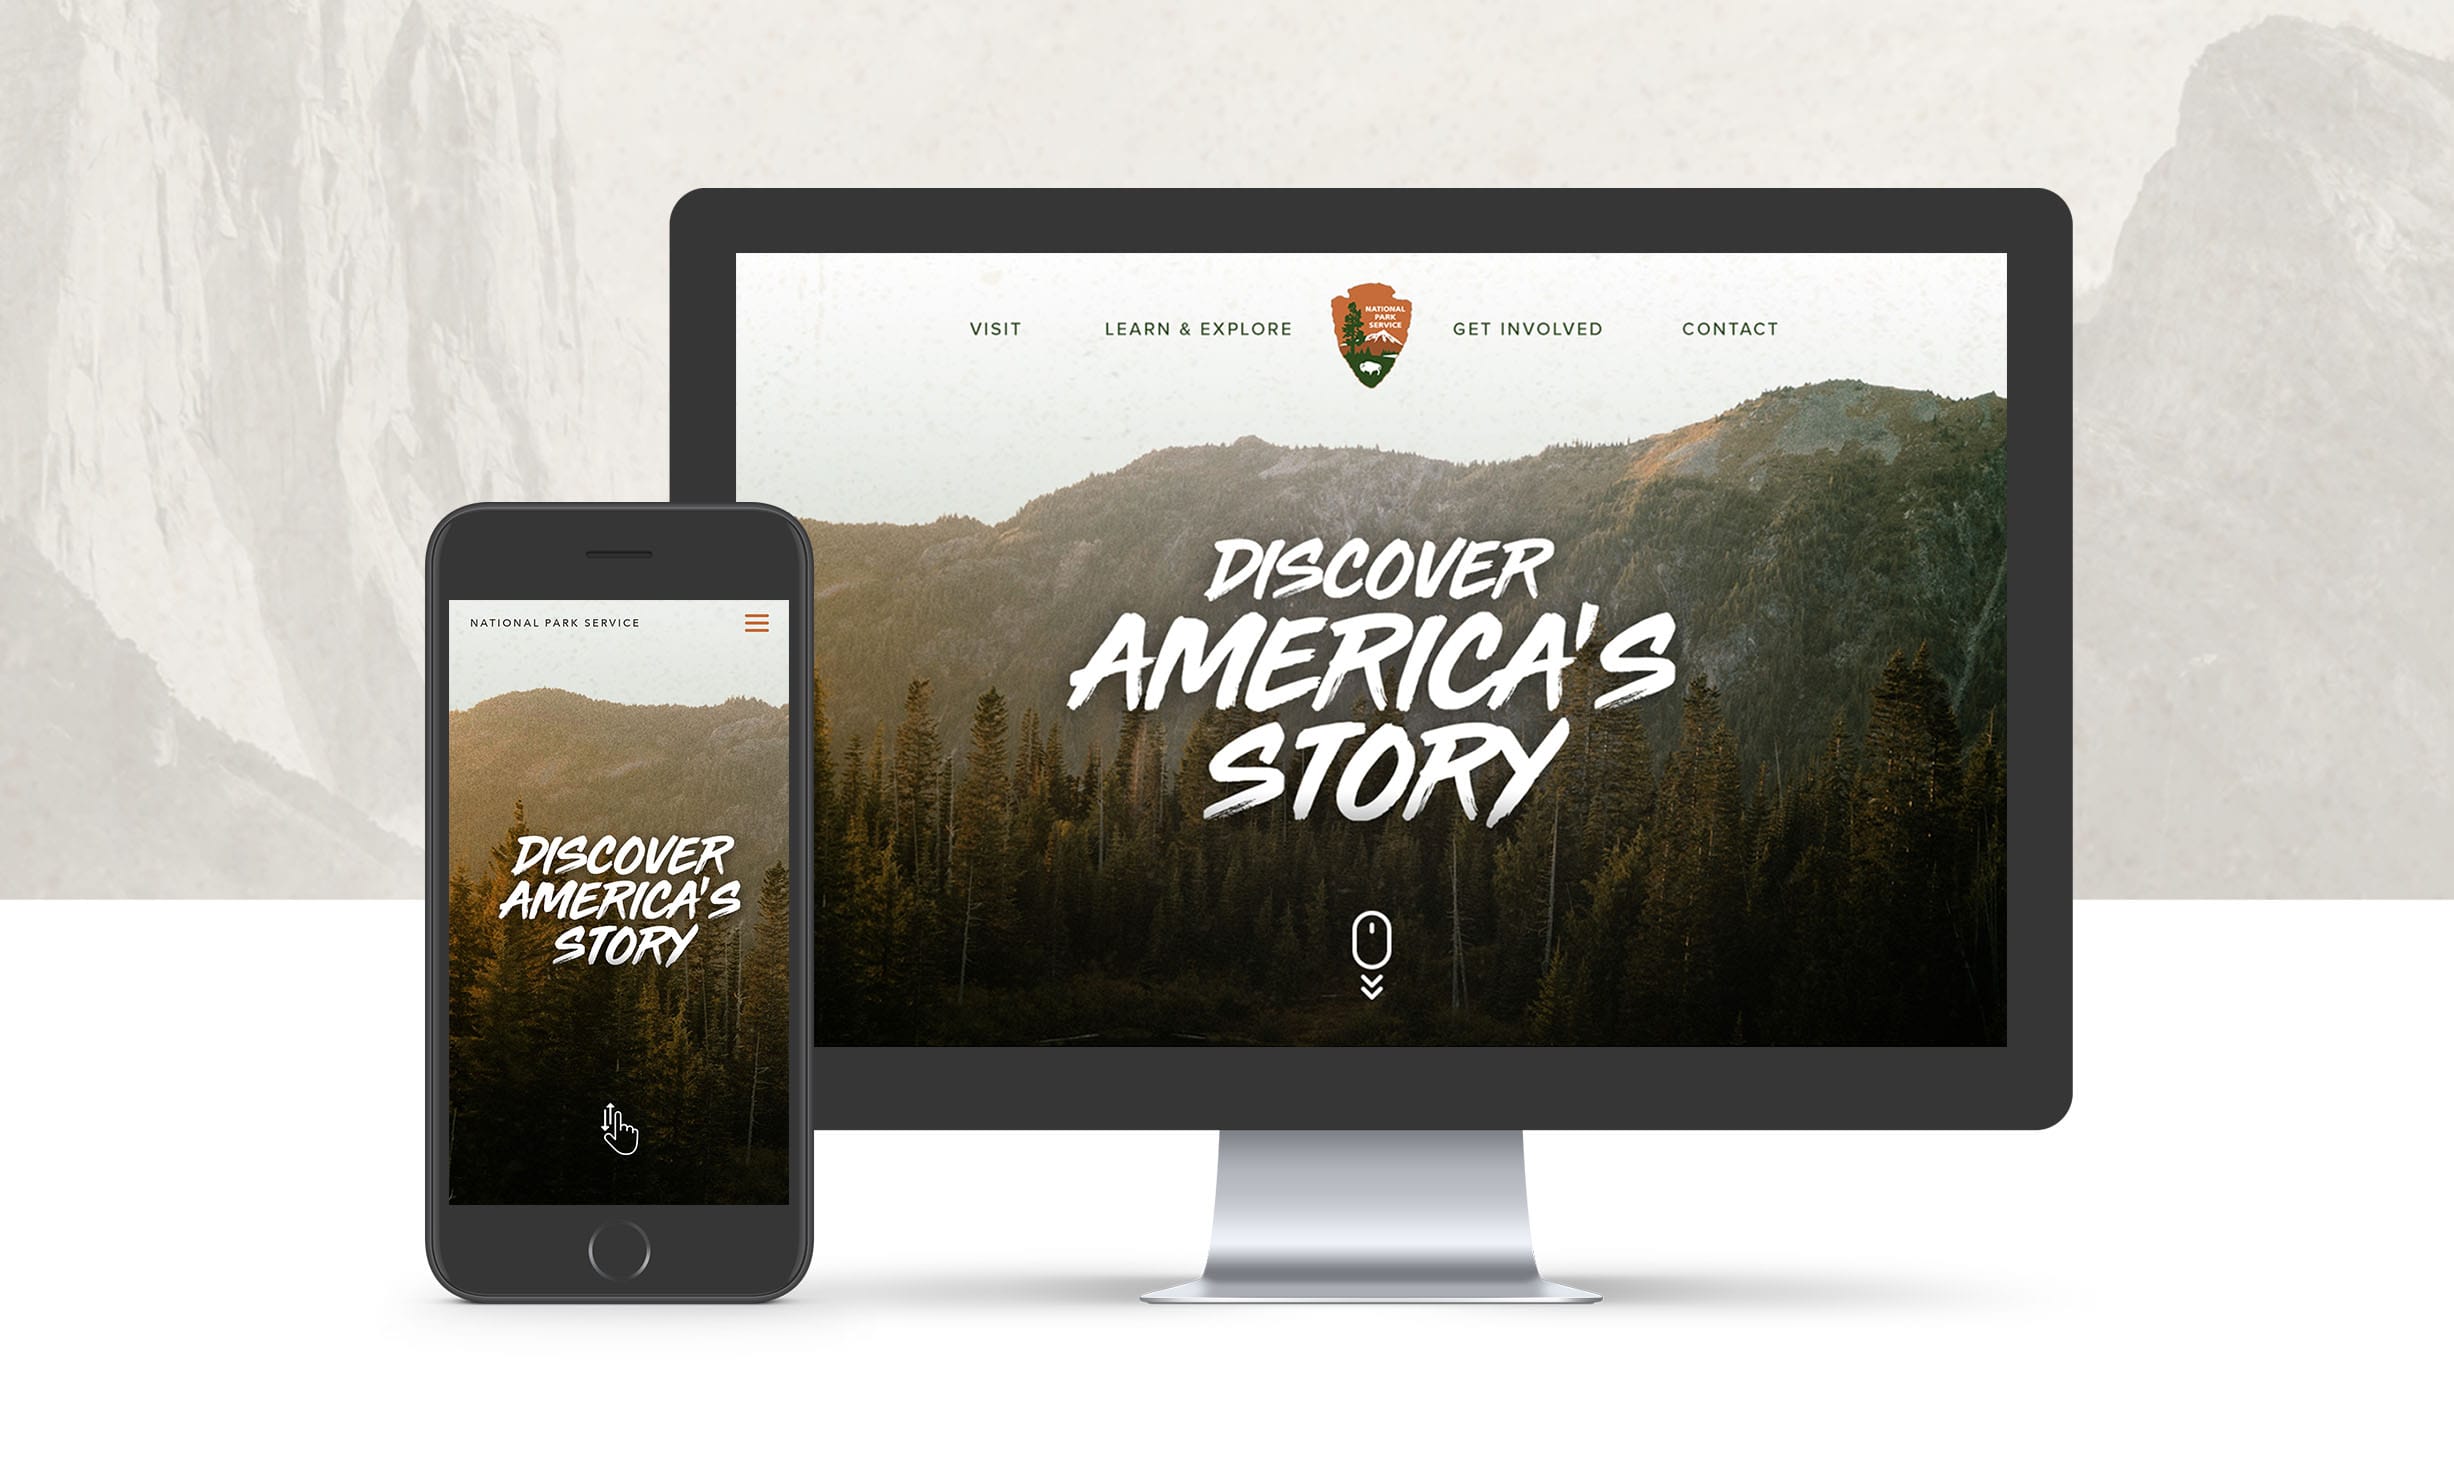 VISIT
LEARN & EXPLORE
NATIONAL
PARK
SERVICE
GET INVOLVED
CONTACT
DISCOVER
AMERICA'S
STORY
NATIONAL PARK SERVICE
DISCOVER
AMERICA'S
STORY